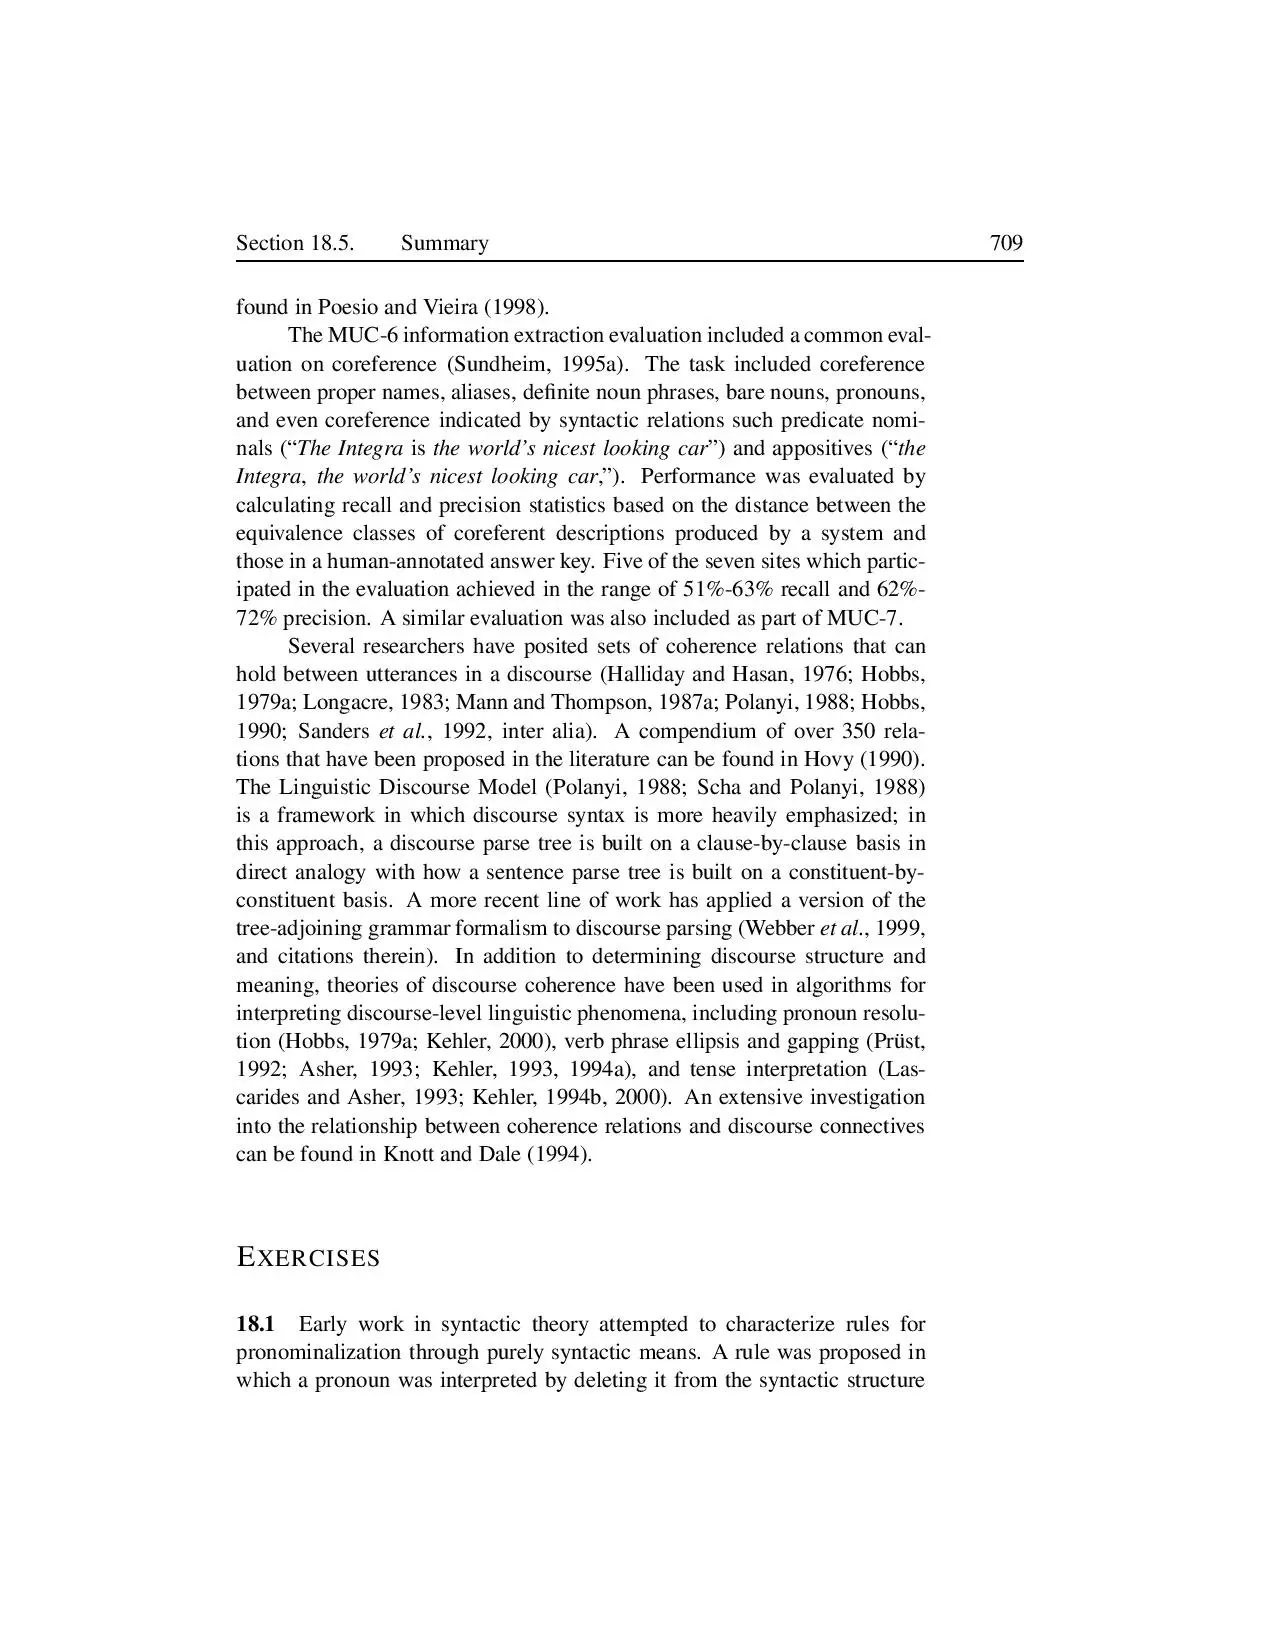 Section 18.5. Summary 709
found in Poesio and Vieira (1998).
The MUC-6 information extraction evaluation included a common eval-
uation on coreference (Sundheim, 1995a). The task included coreference
between proper names, aliases, definite noun phrases, bare nouns, pronouns,
and even coreference indicated by syntactic relations such predicate nomi-
nals (“The Integra is the world’s nicest looking car”) and appositives (“the
Integra, the world’s nicest looking car,”). Performance was evaluated by
calculating recall and precision statistics based on the distance between the
equivalence classes of coreferent descriptions produced by a system and
those in a human-annotated answer key. Five of the seven sites which partic-
ipated in the evaluation achieved in the range of 51%-63% recall and 62%-
72% precision. A similar evaluation was also included as part of MUC-7.
Several researchers have posited sets of coherence relations that can
hold between utterances in a discourse (Halliday and Hasan, 1976; Hobbs,
1979a; Longacre, 1983; Mann and Thompson, 1987a; Polanyi, 1988; Hobbs,
1990; Sanders et al., 1992, inter alia). A compendium of over 350 rela-
tions that have been proposed in the literature can be found in Hovy (1990).
The Linguistic Discourse Model (Polanyi, 1988; Scha and Polanyi, 1988)
is a framework in which discourse syntax is more heavily emphasized; in
this approach, a discourse parse tree is built on a clause-by-clause basis in
direct analogy with how a sentence parse tree is built on a constituent-by-
constituent basis. A more recent line of work has applied a version of the
tree-adjoining grammar formalism to discourse parsing (Webber et al., 1999,
and citations therein). In addition to determining discourse structure and
meaning, theories of discourse coherence have been used in algorithms for
interpreting discourse-level linguistic phenomena, including pronoun resolu-
tion (Hobbs, 1979a; Kehler, 2000), verb phrase ellipsis and gapping (Prüst,
1992; Asher, 1993; Kehler, 1993, 1994a), and tense interpretation (Las-
carides and Asher, 1993; Kehler, 1994b, 2000). An extensive investigation
into the relationship between coherence relations and discourse connectives
can be found in Knott and Dale (1994).
EXERCISES
18.1 Early work in syntactic theory attempted to characterize rules for
pronominalization through purely syntactic means. A rule was proposed in
which a pronoun was interpreted by deleting it from the syntactic structure